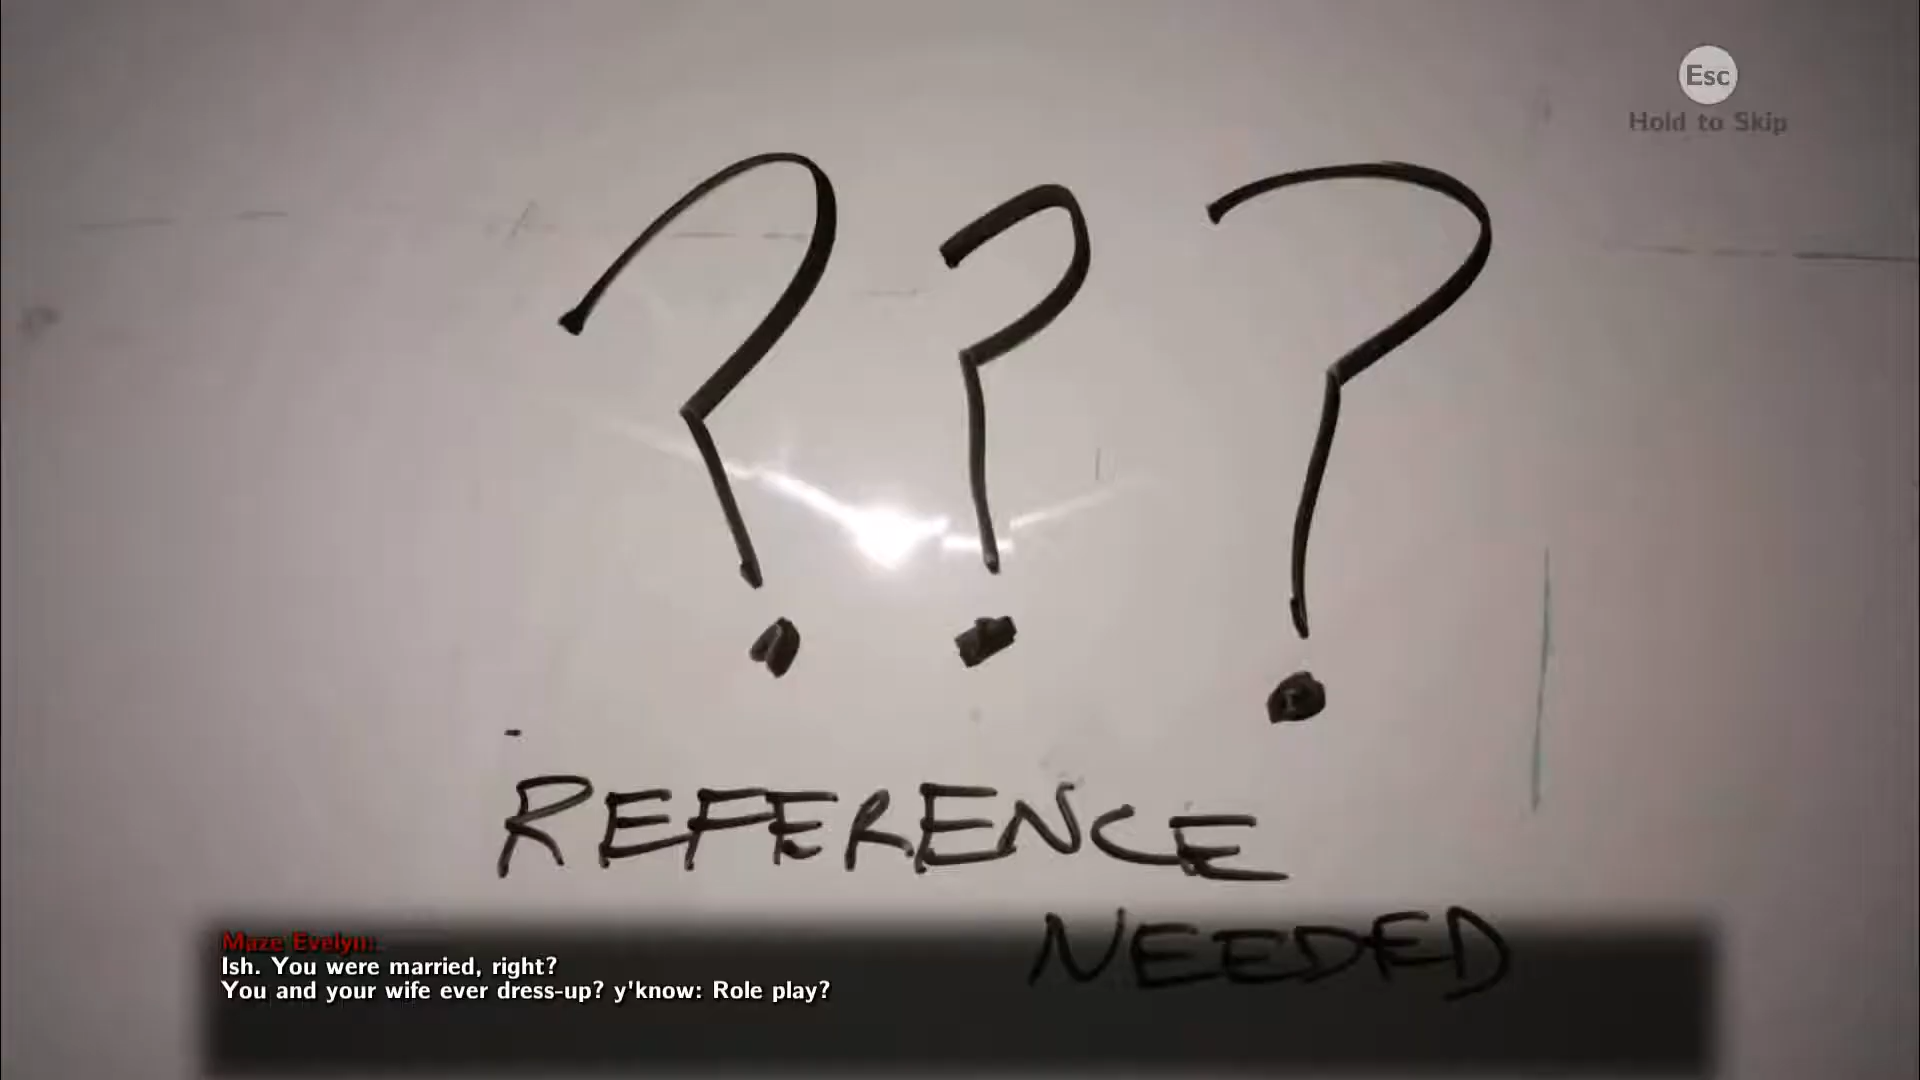 Esc
Hold to Skip
? ? ?
REFERENCE
NEEDED
Maze Evelyn:
Ish. You were married, right?
You and your wife ever dress-up? y'know: Role play?